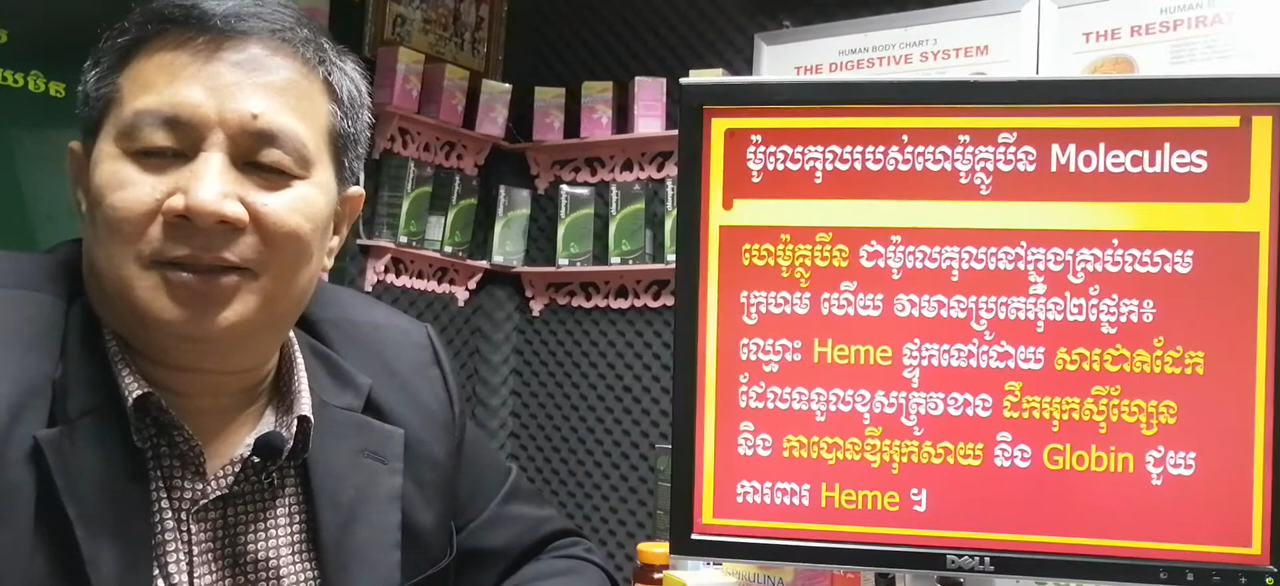 យមិត
HUMAN BODY CHART 3
THE DIGESTIVE SYSTEM
HUMAN B
THE RESPIRAT
ម៉ូលេគុលរបស់ហេម៉ូគ្លូប៊ីន Molecules
ហេម៉ូគ្លូប៊ីន ជាម៉ូលេគុលនៅក្នុងគ្រាប់ឈាម
ក្រហម ហើយ វាមានប្រូតេអ៊ីន២ផ្នែក៖
ឈ្មោះ Heme ផ្ទុកទៅដោយ សារជាតិដែក
ដែលទទួលខុសត្រូវខាង ដឹកអុកស៊ីហ្សែន
និង កាបោនឌីអុកសាយ និង Globin ជួយ
ការពារ Heme ។
DELL
SPIRULINA